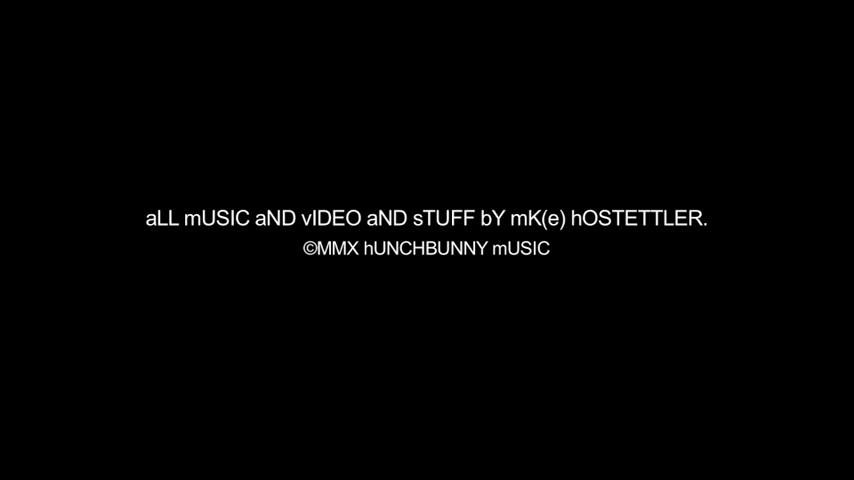 aLL mUSIC aND vIDEO aND sTUFF bY mK(e) hOSTETTLER.
©MMX hUNCHBUNNY mUSIC